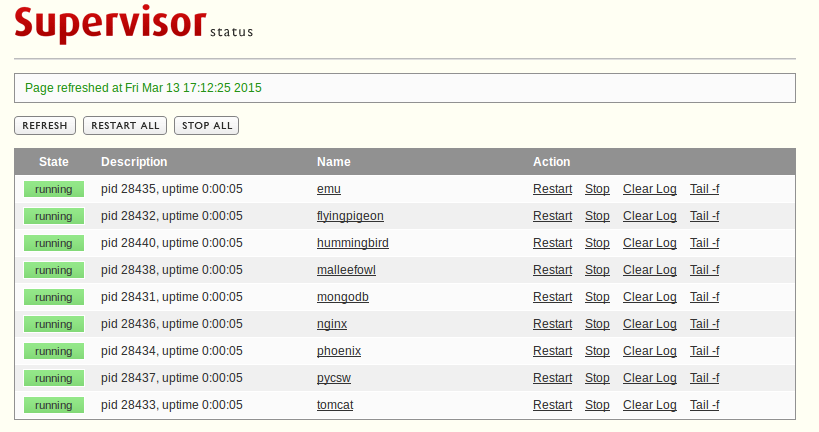 Supervisor status
Page refreshed at Fri Mar 13 17:12:25 2015
REFRESH RESTART ALL STOP ALL
State Description Name Action
running pid 28435, uptime 0:00:05 emu Restart Stop Clear Log Tail -f
running pid 28432, uptime 0:00:05 flyingpigeon Restart Stop Clear Log Tail -f
running pid 28440, uptime 0:00:05 hummingbird Restart Stop Clear Log Tail -f
running pid 28438, uptime 0:00:05 malleefowl Restart Stop Clear Log Tail -f
running pid 28431, uptime 0:00:05 mongodb Restart Stop Clear Log Tail -f
running pid 28436, uptime 0:00:05 nginx Restart Stop Clear Log Tail -f
running pid 28434, uptime 0:00:05 phoenix Restart Stop Clear Log Tail -f
running pid 28437, uptime 0:00:05 pycsw Restart Stop Clear Log Tail -f
running pid 28433, uptime 0:00:05 tomcat Restart Stop Clear Log Tail -f